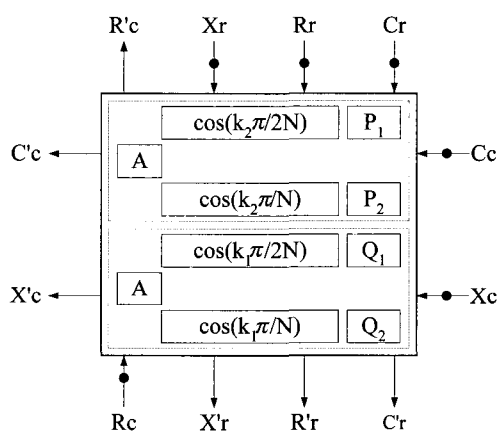 R'c Xr Rr Cr
cos(k₂π/2N) P₁
C'c A Cc
cos(k₂π/N) P₂
cos(k₁π/2N) Q₁
X'c A Xc
cos(k₁π/N) Q₂
Rc X'r R'r C'r